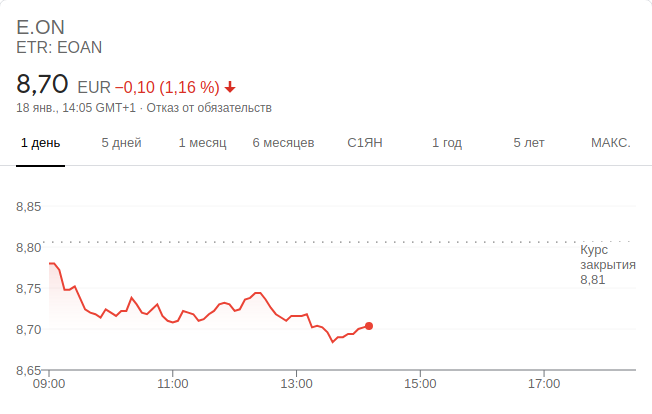 E.ON
ETR: EOAN
8,70 EUR −0,10 (1,16 %)
18 янв., 14:05 GMT+1 · Отказ от обязательств
1 день 5 дней 1 месяц 6 месяцев С1ЯН 1 год 5 лет МАКС.
8,85
8,80
Курс
закрытия
8,81
8,75
8,70
8,65
09:00 11:00 13:00 15:00 17:00